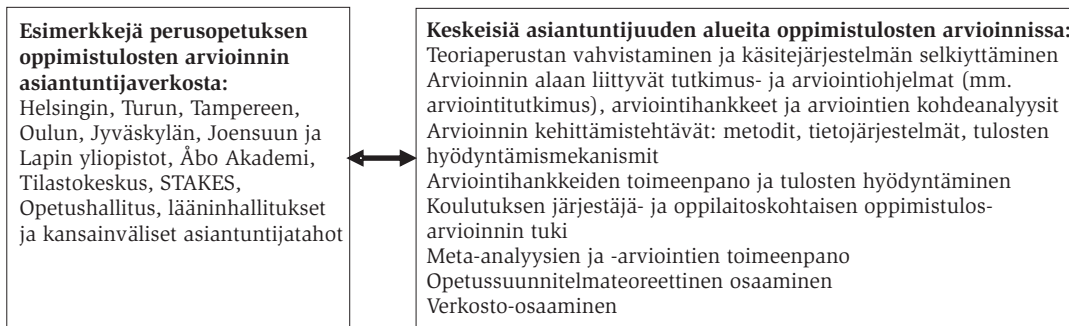 Esimerkkejä perusopetuksen
oppimistulosten arvioinnin
asiantuntijaverkosta:
Helsingin, Turun, Tampereen,
Oulun, Jyväskylän, Joensuun ja
Lapin yliopistot, Åbo Akademi,
Tilastokeskus, STAKES,
Opetushallitus, lääninhallitukset
ja kansainväliset asiantuntijatahot
Keskeisiä asiantuntijuuden alueita oppimistulosten arvioinnissa:
Teoriaperustan vahvistaminen ja käsitejärjestelmän selkiyttäminen
Arvioinnin alaan liittyvät tutkimus- ja arviointiohjelmat (mm.
arviointitutkimus), arviointihankkeet ja arviointien kohdeanalyysit
Arvioinnin kehittämistehtävät: metodit, tietojärjestelmät, tulosten
hyödyntämismekanismit
Arviointihankkeiden toimeenpano ja tulosten hyödyntäminen
Koulutuksen järjestäjä- ja oppilaitoskohtaisen oppimistulos-
arvioinnin tuki
Meta-analyysien ja -arviointien toimeenpano
Opetussuunnitelmateoreettinen osaaminen
Verkosto-osaaminen